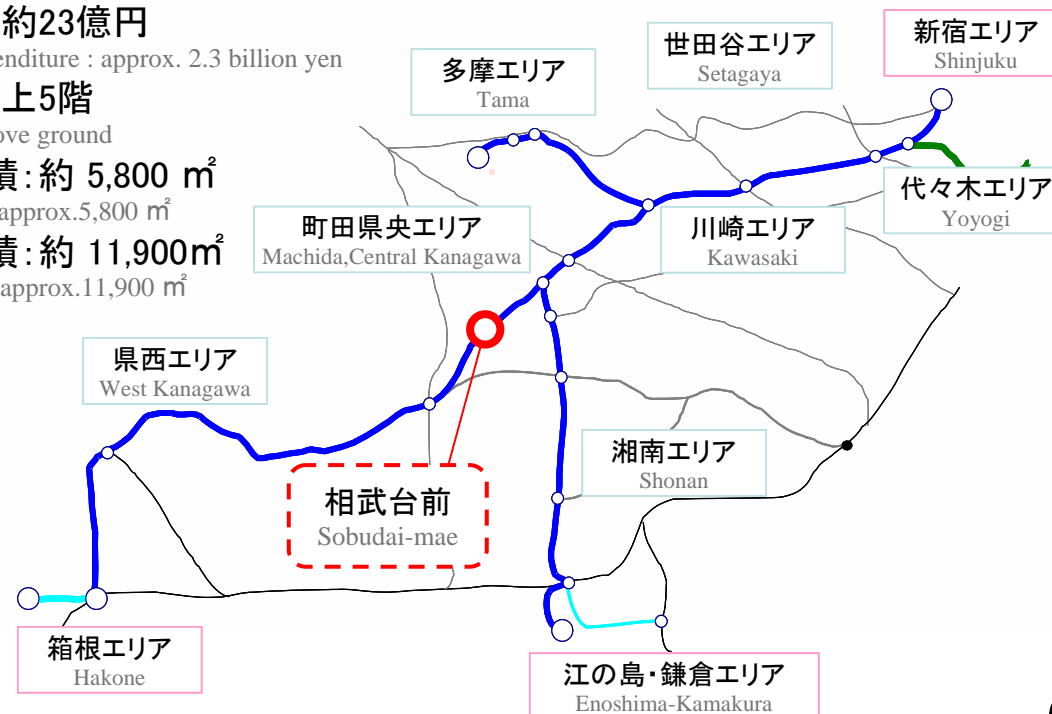 約23億円
enditure : approx. 2.3 billion yen
上5階
ove ground
積：約 5,800 ㎡
approx.5,800 ㎡
積：約 11,900㎡
approx.11,900 ㎡
多摩エリア
Tama
世田谷エリア
Setagaya
新宿エリア
Shinjuku
代々木エリア
Yoyogi
町田県央エリア
Machida,Central Kanagawa
川崎エリア
Kawasaki
県西エリア
West Kanagawa
相武台前
Sobudai-mae
湘南エリア
Shonan
箱根エリア
Hakone
江の島・鎌倉エリア
Enoshima-Kamakura